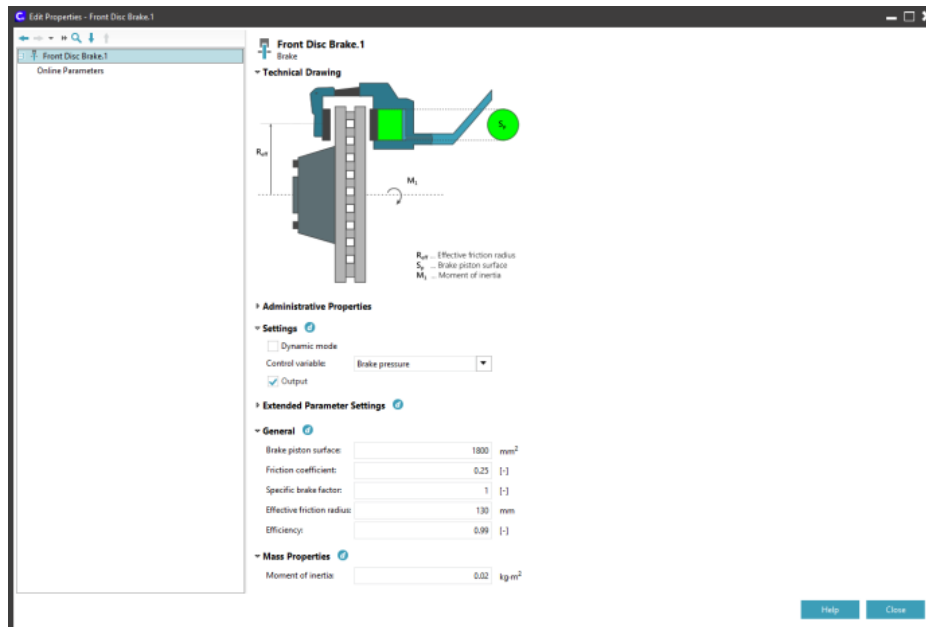 Edit Properties - Front Disc Brake.1
Front Disc Brake.1
Online Parameters
Front Disc Brake.1
Brake
Technical Drawing
Reff
Sp
M1
Reff ... Effective friction radius
Sp ... Brake piston surface
M1 ... Moment of inertia
Administrative Properties
Settings
Dynamic mode
Control variable: Brake pressure
Output
Extended Parameter Settings
General
Brake piston surface: 1800 mm²
Friction coefficient: 0.25 [-]
Specific brake factor: 1 [-]
Effective friction radius: 130 mm
Efficiency: 0.99 [-]
Mass Properties
Moment of inertia: 0.02 kg·m²
Help Close